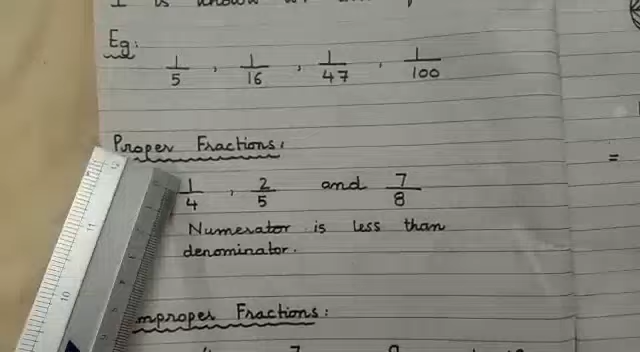 Eg:
1/5 , 1/16 , 1/47 , 1/100
Proper Fractions:
1/4 , 2/5 and 7/8
Numerator is less than
denominator.
mproper Fractions:
=